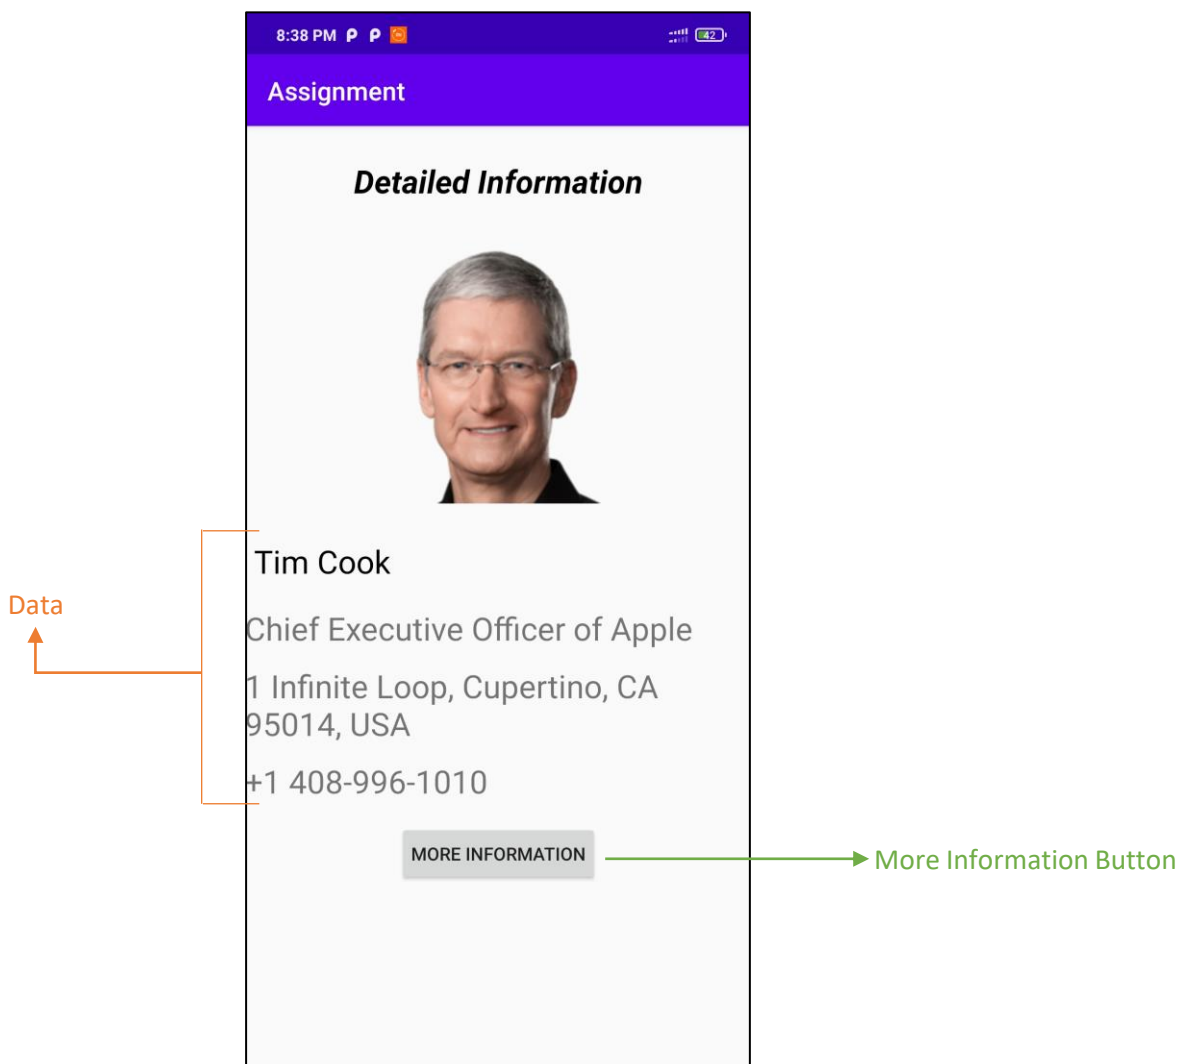 8:38 PM
42
Assignment
Detailed Information
Tim Cook
Data
Chief Executive Officer of Apple
1 Infinite Loop, Cupertino, CA
95014, USA
+1 408-996-1010
MORE INFORMATION
More Information Button